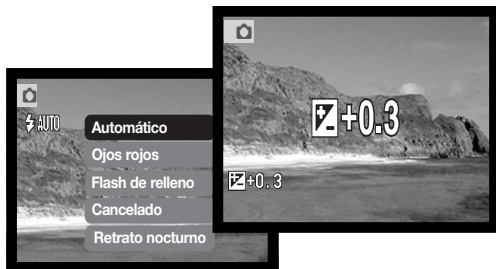 AUTO
Automático
Ojos rojos
Flash de relleno
Cancelado
Retrato nocturno
+0.3
+0.3